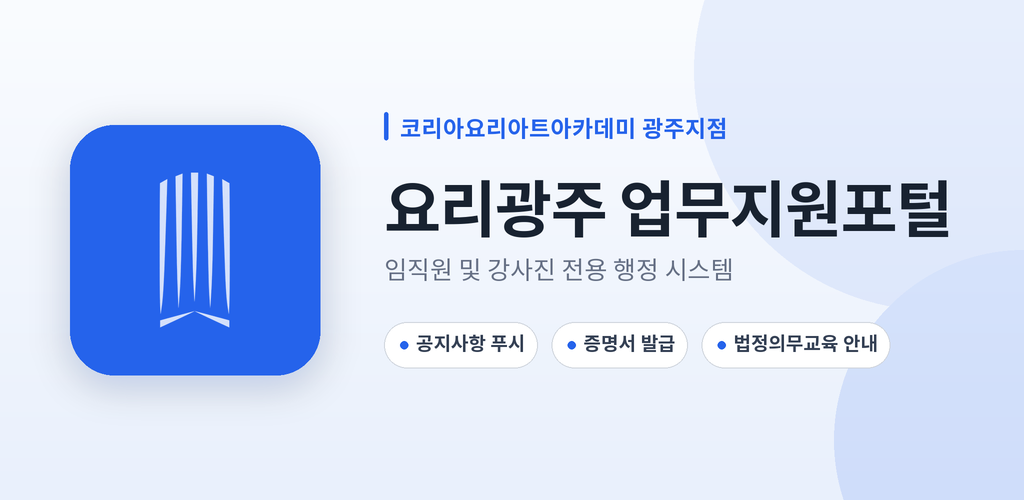 코리아요리아트아카데미 광주지점
요리광주 업무지원포털
임직원 및 강사진 전용 행정 시스템
공지사항 푸시
증명서 발급
법정의무교육 안내